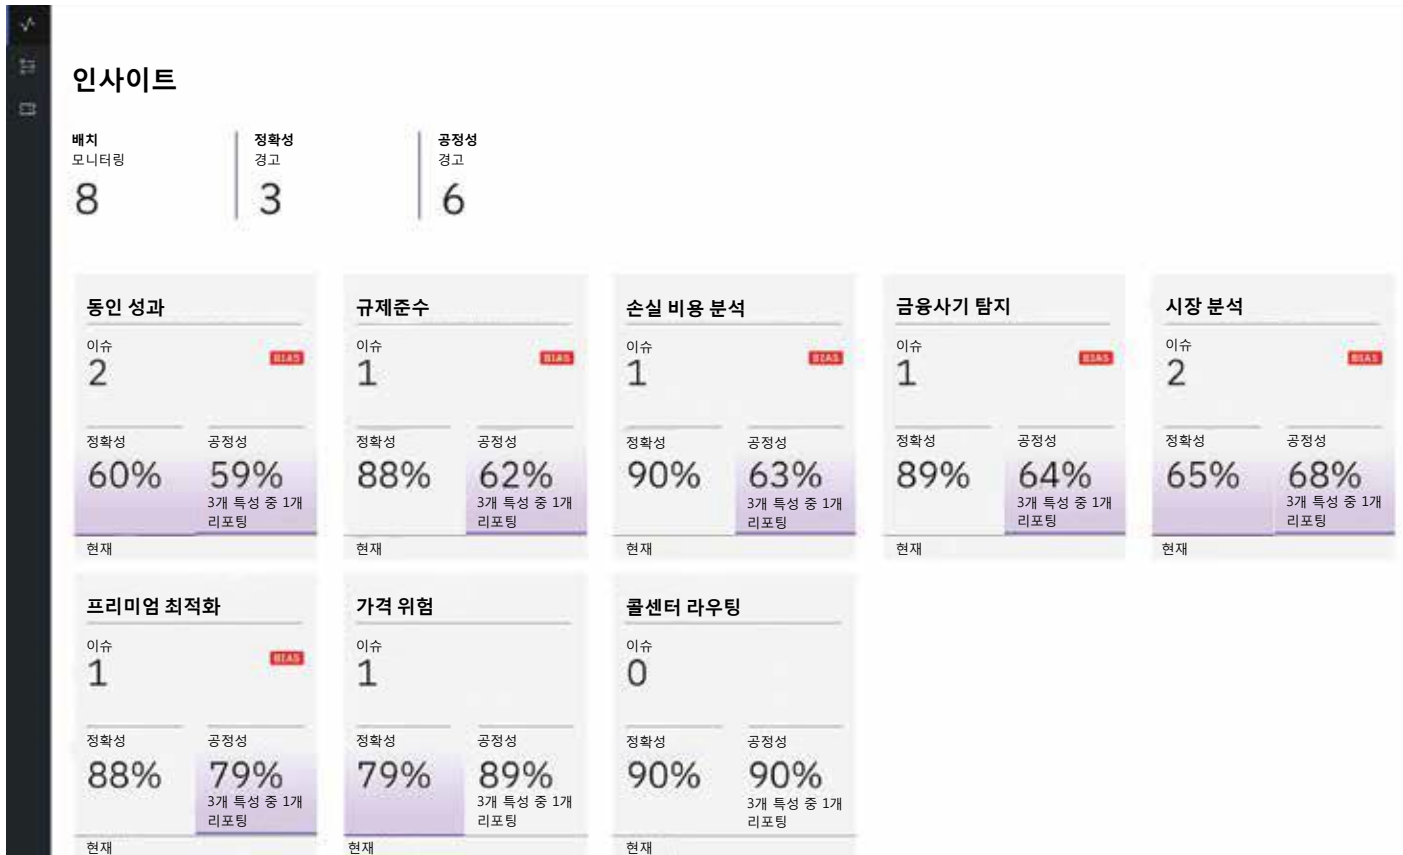 인사이트
배치
모니터링
8
정확성
경고
3
공정성
경고
6
동인 성과
이슈
2
BIAS
정확성
60%
공정성
59%
3개 특성 중 1개
리포팅
현재
규제준수
이슈
1
BIAS
정확성
88%
공정성
62%
3개 특성 중 1개
리포팅
현재
손실 비용 분석
이슈
1
BIAS
정확성
90%
공정성
63%
3개 특성 중 1개
리포팅
현재
금융사기 탐지
이슈
1
BIAS
정확성
89%
공정성
64%
3개 특성 중 1개
리포팅
현재
시장 분석
이슈
2
BIAS
정확성
65%
공정성
68%
3개 특성 중 1개
리포팅
현재
프리미엄 최적화
이슈
1
BIAS
정확성
88%
공정성
79%
3개 특성 중 1개
리포팅
현재
가격 위험
이슈
1
정확성
79%
공정성
89%
3개 특성 중 1개
리포팅
현재
콜센터 라우팅
이슈
0
정확성
90%
공정성
90%
3개 특성 중 1개
리포팅
현재